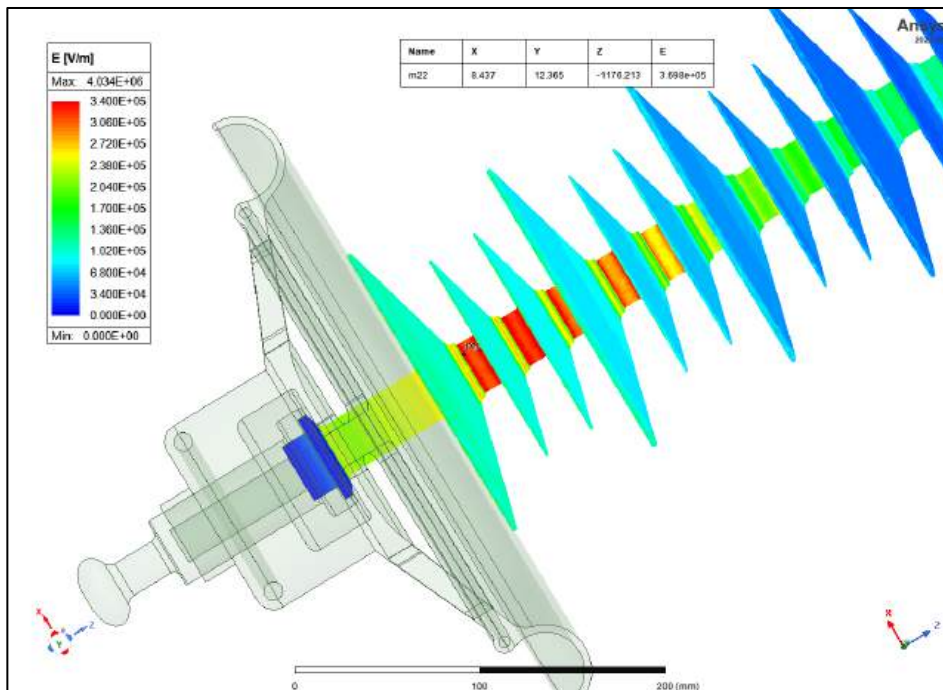 Ansys
E [V/m]
Max: 4.034E+06
3.400E+05
3.060E+05
2.720E+05
2.380E+05
2.040E+05
1.700E+05
1.360E+05
1.020E+05
6.800E+04
3.400E+04
0.000E+00
Min: 0.000E+00
Name X Y Z E
m22 8.437 12.365 -1176.213 3.698e+05
X
Y
Z
X
Z
0 100 200 (mm)